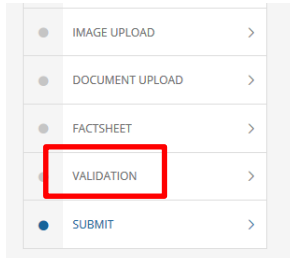 IMAGE UPLOAD
DOCUMENT UPLOAD
FACTSHEET
VALIDATION
SUBMIT